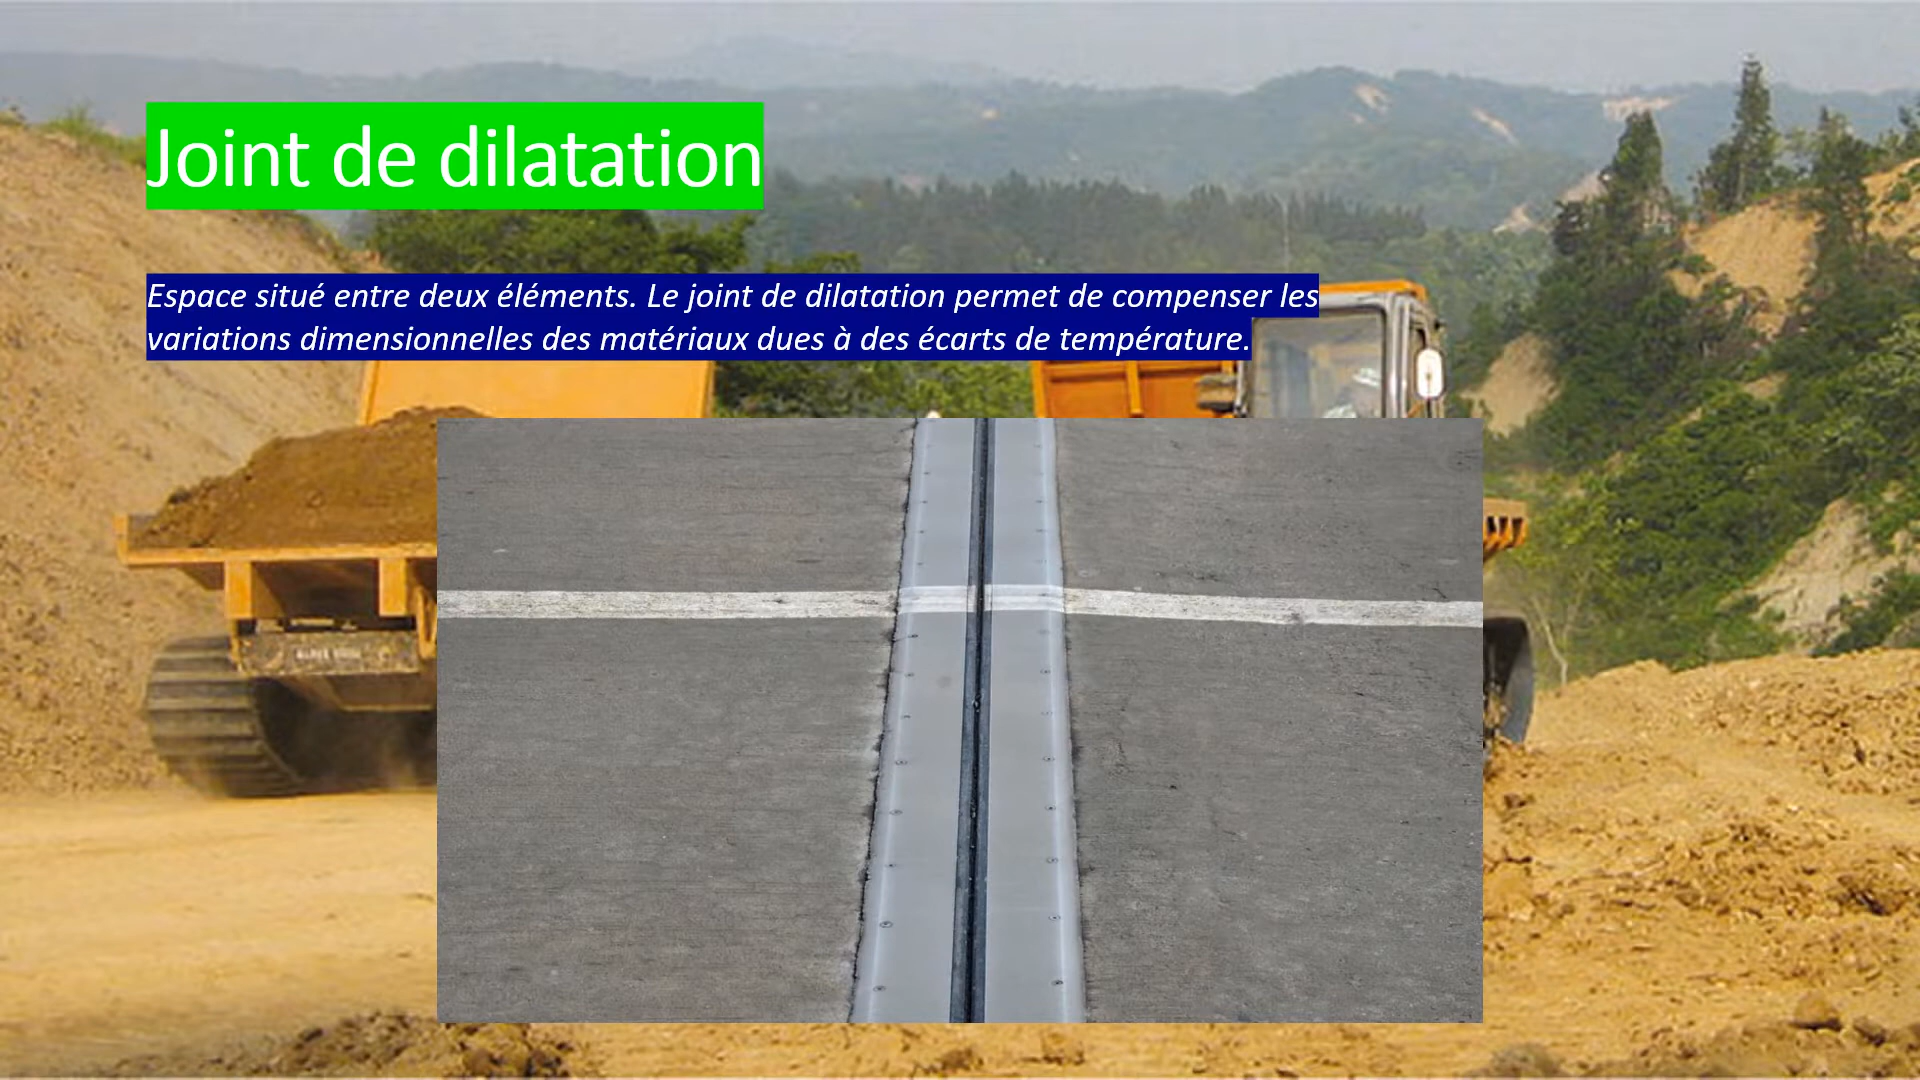 Joint de dilatation
Espace situé entre deux éléments. Le joint de dilatation permet de compenser les
variations dimensionnelles des matériaux dues à des écarts de température.